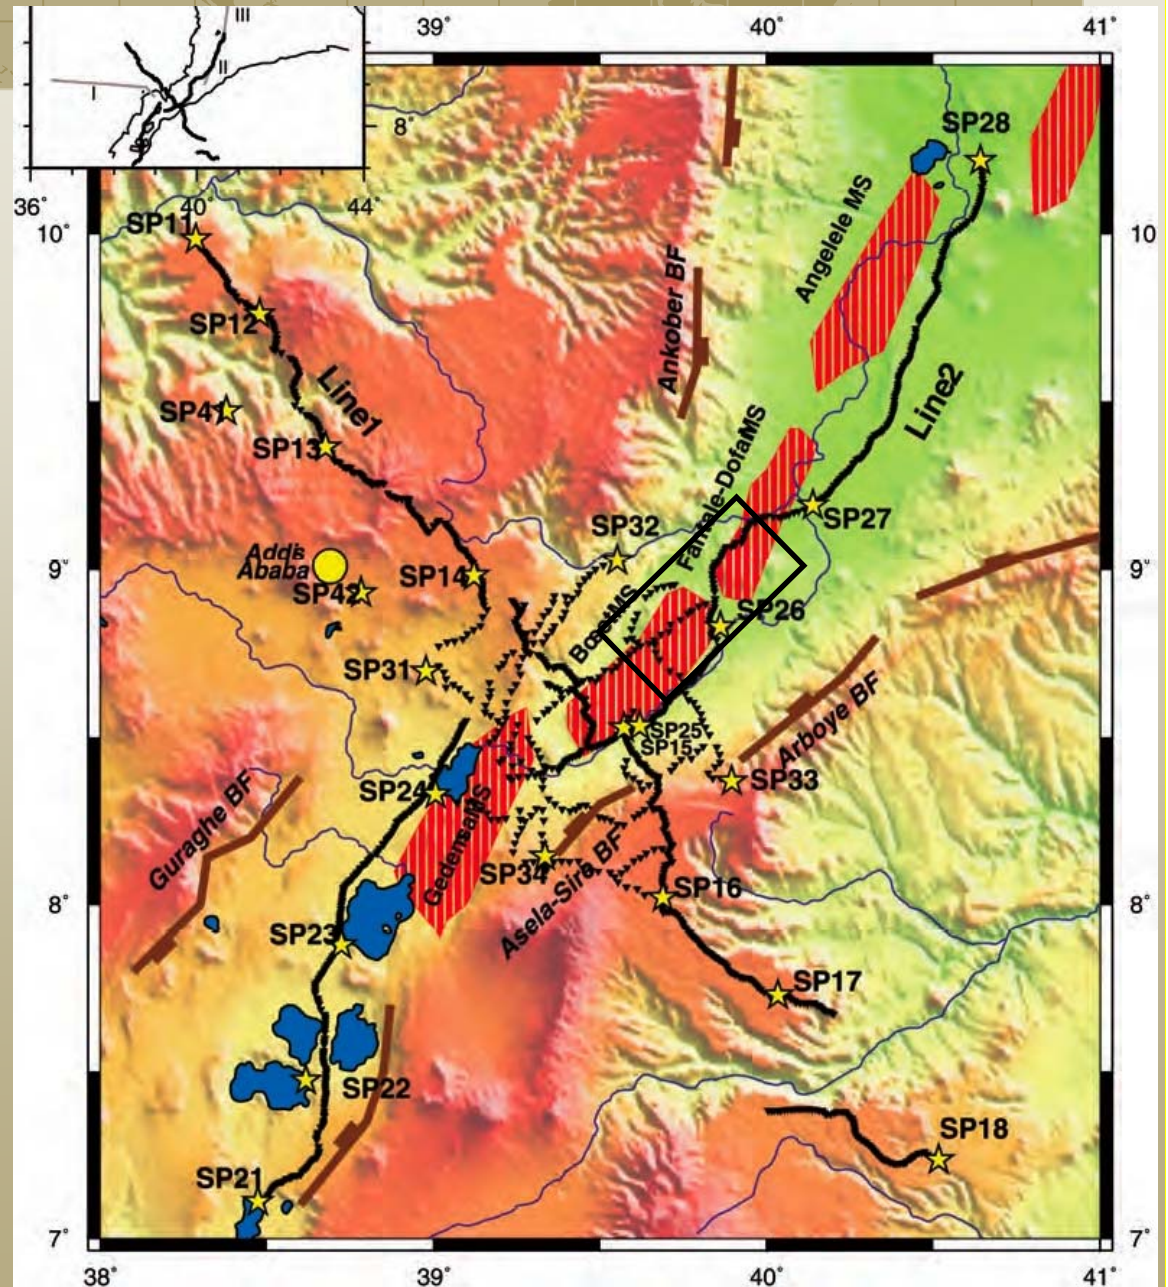 39°
40°
41°
III
II
I
8°
36°
40°
44°
SP28
SP11
10°
10°
Angelele MS
Ankober BF
SP12
Line1
Line2
SP41
SP13
Fantale-DofanMS
SP27
SP32
Addis
Ababa
9°
SP14
9°
SP42
SP26
BosetMS
SP31
SP25
SP15
Arboye BF
SP33
SP24
Guraghe BF
GedemsaMS
SP34
Asela-Sire BF
SP16
8°
8°
SP23
SP17
SP22
SP18
SP21
7°
7°
38°
39°
40°
41°